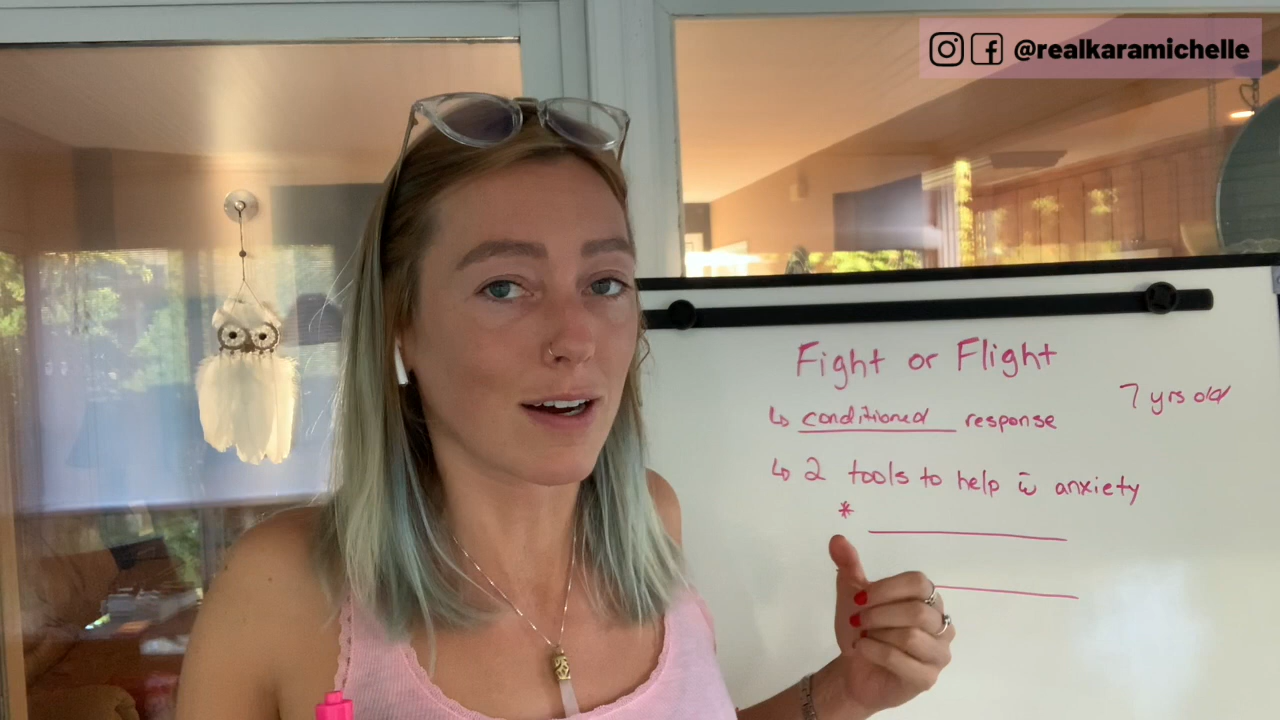 @realkaramichelle
Fight or Flight
7 yrs old
↳ conditioned response
↳ 2 tools to help c̄ anxiety
*